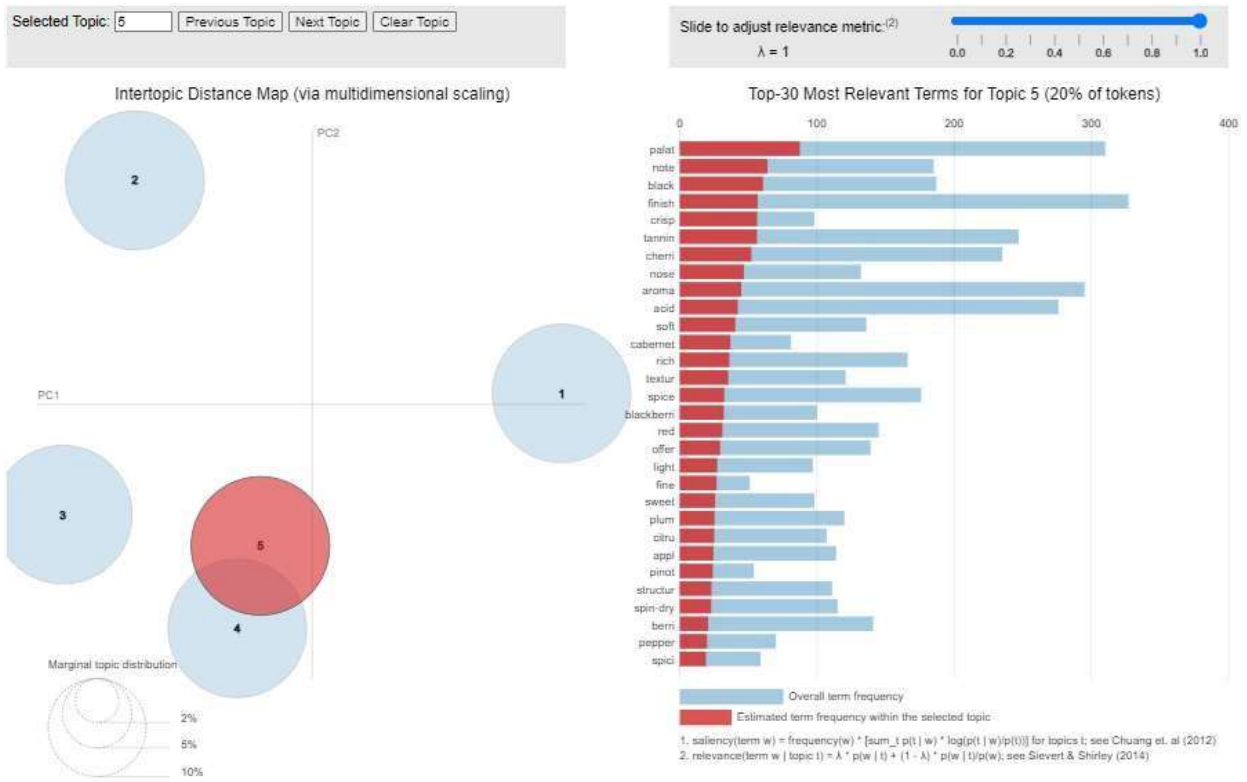 Selected Topic: 5 Previous Topic Next Topic Clear Topic
Slide to adjust relevance metric:(2)
λ = 1
0.0 0.2 0.4 0.6 0.8 1.0
Intertopic Distance Map (via multidimensional scaling)
PC2
PC1
2
1
3
5
4
Marginal topic distribution
2%
5%
10%
Top-30 Most Relevant Terms for Topic 5 (20% of tokens)
0 100 200 300 400
palat
note
black
finish
crisp
tannin
cherri
nose
aroma
acid
soft
cabernet
rich
textur
spice
blackberri
red
offer
light
fine
sweet
plum
citru
appl
pinot
structur
spin-dry
berri
pepper
spici
Overall term frequency
Estimated term frequency within the selected topic
1. saliency(term w) = frequency(w) * [sum_t p(t | w) * log(p(t | w)/p(t))] for topics t; see Chuang et. al (2012)
2. relevance(term w | topic t) = λ * p(w | t) + (1 - λ) * p(w | t)/p(w); see Sievert & Shirley (2014)